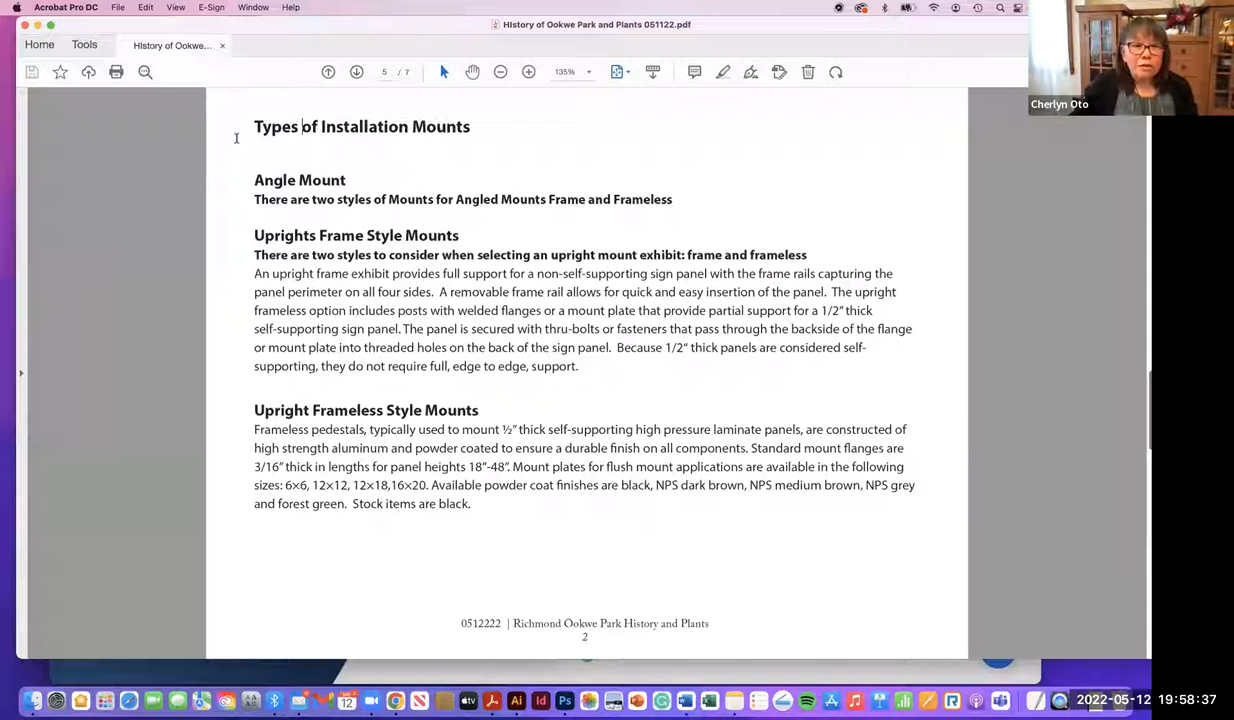 Acrobat Pro DC File Edit View E-Sign Window Help
HIstory of Ookwe Park and Plants 051122.pdf
Home Tools HIstory of Ookwe... ×
5 / 7 135%
Cherlyn Oto
Types of Installation Mounts
Angle Mount
There are two styles of Mounts for Angled Mounts Frame and Frameless
Uprights Frame Style Mounts
There are two styles to consider when selecting an upright mount exhibit: frame and frameless
An upright frame exhibit provides full support for a non-self-supporting sign panel with the frame rails capturing the
panel perimeter on all four sides. A removable frame rail allows for quick and easy insertion of the panel. The upright
frameless option includes posts with welded flanges or a mount plate that provide partial support for a 1/2" thick
self-supporting sign panel. The panel is secured with thru-bolts or fasteners that pass through the backside of the flange
or mount plate into threaded holes on the back of the sign panel. Because 1/2" thick panels are considered self-
supporting, they do not require full, edge to edge, support.
Upright Frameless Style Mounts
Frameless pedestals, typically used to mount ½" thick self-supporting high pressure laminate panels, are constructed of
high strength aluminum and powder coated to ensure a durable finish on all components. Standard mount flanges are
3/16" thick in lengths for panel heights 18"-48". Mount plates for flush mount applications are available in the following
sizes: 6×6, 12×12, 12×18,16×20. Available powder coat finishes are black, NPS dark brown, NPS medium brown, NPS grey
and forest green. Stock items are black.
0512222 | Richmond Ookwe Park History and Plants
2
tv Ai Id Ps
12
2022-05-12 19:58:37